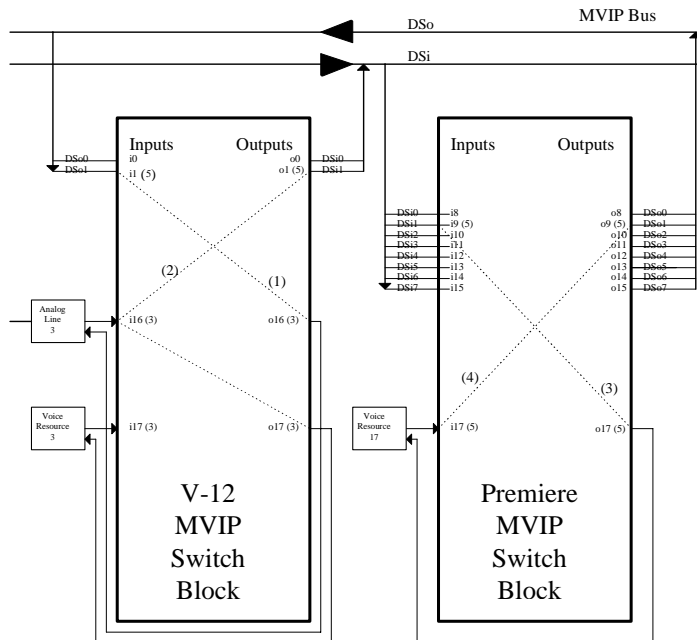 MVIP Bus
DSo
DSi
Inputs Outputs
DSo0 i0 o0 DSi0
DSo1 i1 (5) o1 (5) DSi1
(2)
(1)
Analog
Line
3
i16 (3) o16 (3)
Voice
Resource
3
i17 (3) o17 (3)
V-12
MVIP
Switch
Block
Inputs Outputs
DSi0 i8 o8 DSo0
DSi1 i9 (5) o9 (5) DSo1
DSi2 i10 o10 DSo2
DSi3 i11 o11 DSo3
DSi4 i12 o12 DSo4
DSi5 i13 o13 DSo5
DSi6 i14 o14 DSo6
DSi7 i15 o15 DSo7
(4)
(3)
Voice
Resource
17
i17 (5) o17 (5)
Premiere
MVIP
Switch
Block